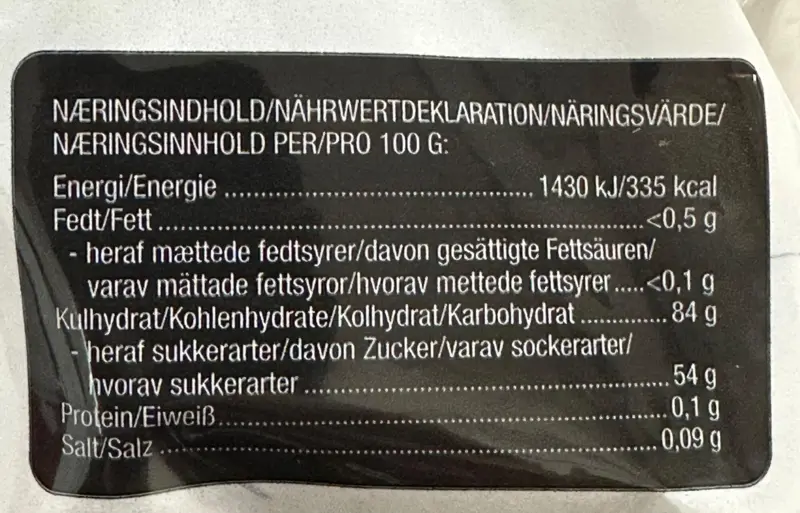 NÆRINGSINDHOLD/NÄHRWERTDEKLARATION/NÄRINGSVÄRDE/
NÆRINGSINNHOLD PER/PRO 100 G:
Energi/Energie ........................................ 1430 kJ/335 kcal
Fedt/Fett ............................................................... <0,5 g
- heraf mættede fedtsyrer/davon gesättigte Fettsäuren/
varav mättade fettsyror/hvorav mettede fettsyrer.....<0,1 g
Kulhydrat/Kohlenhydrate/Kolhydrat/Karbohydrat .............. 84 g
- heraf sukkerarter/davon Zucker/varav sockerarter/
hvorav sukkerarter ................................................ 54 g
Protein/Eiweiß......................................................... 0,1 g
Salt/Salz ................................................................ 0,09 g